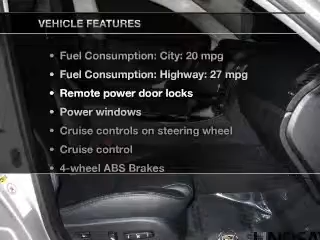 VEHICLE FEATURES
• Fuel Consumption: City: 20 mpg
• Fuel Consumption: Highway: 27 mpg
• Remote power door locks
• Power windows
• Cruise controls on steering wheel
• Cruise control
• 4-wheel ABS Brakes
LINDSAY